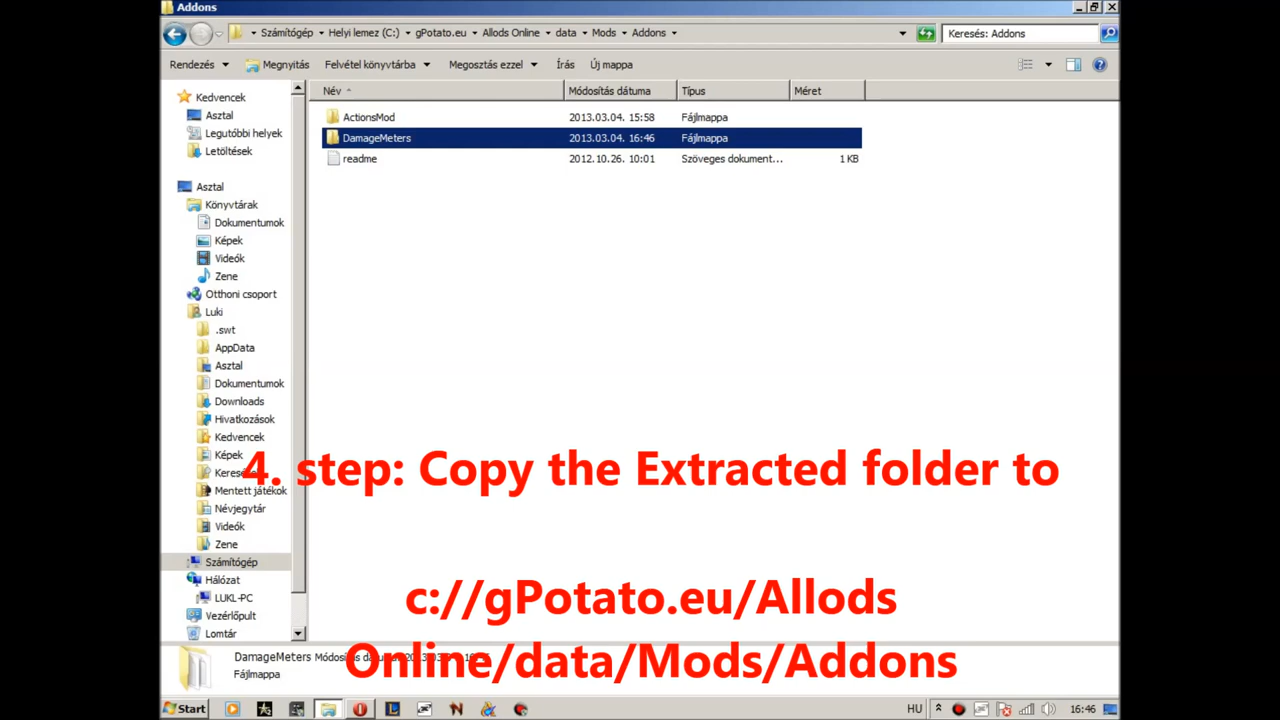 Addons
Számítógép Helyi lemez (C:) gPotato.eu Allods Online data Mods Addons
Keresés: Addons
Rendezés Megnyitás Felvétel könyvtárba Megosztás ezzel Írás Új mappa
Név Módosítás dátuma Típus Méret
ActionsMod 2013.03.04. 15:58 Fájlmappa
DamageMeters 2013.03.04. 16:46 Fájlmappa
readme 2012.10.26. 10:01 Szöveges dokument... 1 KB
Kedvencek
Asztal
Legutóbbi helyek
Letöltések
Asztal
Könyvtárak
Dokumentumok
Képek
Videók
Zene
Otthoni csoport
Luki
.swt
AppData
Asztal
Dokumentumok
Downloads
Hivatkozások
Kedvencek
Képek
Mentett játékok
Névjegytár
Videók
Zene
Számítógép
Hálózat
LUKL-PC
Vezérlőpult
Lomtár
4. step: Copy the Extracted folder to
c://gPotato.eu/Allods
Online/data/Mods/Addons
DamageMeters
Fájlmappa
Start
HU
16:46